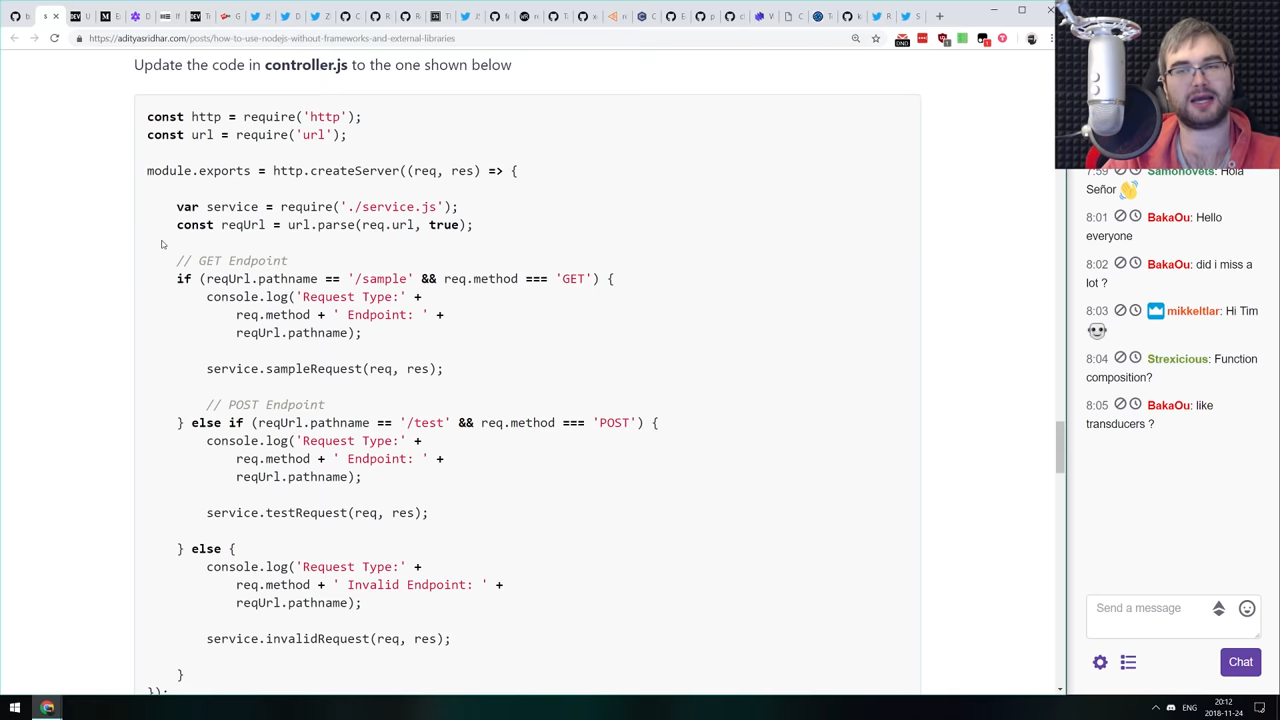 https://adityasridhar.com/posts/how-to-use-nodejs-without-frameworks-and-external-libraries
Update the code in controller.js to the one shown below
const http = require('http');
const url = require('url');
module.exports = http.createServer((req, res) => {
var service = require('./service.js');
const reqUrl = url.parse(req.url, true);
// GET Endpoint
if (reqUrl.pathname == '/sample' && req.method === 'GET') {
console.log('Request Type:' +
req.method + ' Endpoint: ' +
reqUrl.pathname);
service.sampleRequest(req, res);
// POST Endpoint
} else if (reqUrl.pathname == '/test' && req.method === 'POST') {
console.log('Request Type:' +
req.method + ' Endpoint: ' +
reqUrl.pathname);
service.testRequest(req, res);
} else {
console.log('Request Type:' +
req.method + ' Invalid Endpoint: ' +
reqUrl.pathname);
service.invalidRequest(req, res);
}
});
7:59 Samohovets: Hola
Señor
8:01 BakaOu: Hello
everyone
8:02 BakaOu: did i miss a
lot ?
8:03 mikkeltlar: Hi Tim
8:04 Strexicious: Function
composition?
8:05 BakaOu: like
transducers ?
Send a message
Chat
ENG
20:12
2018-11-24